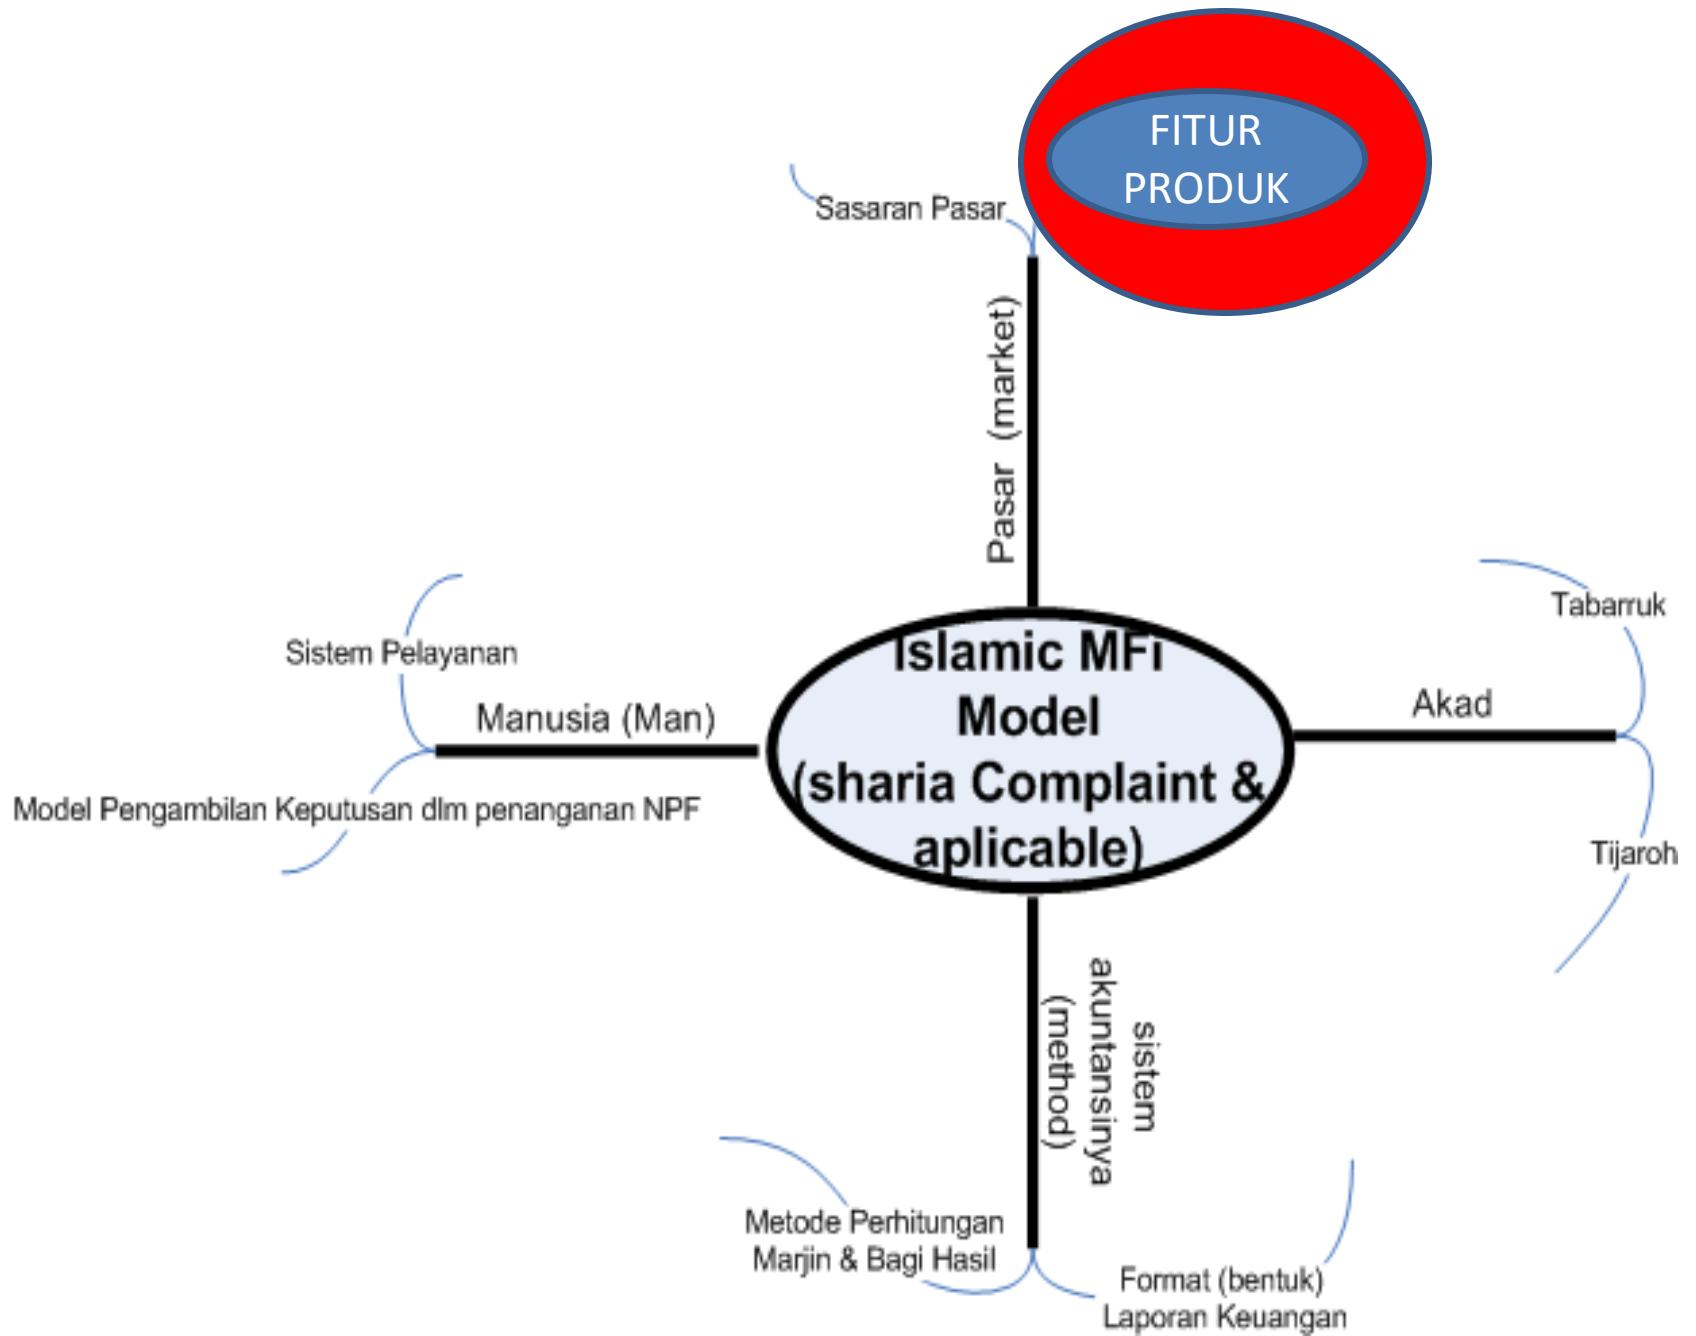 FITUR
PRODUK
Sasaran Pasar
Pasar (market)
Tabarruk
Akad
Tijaroh
Sistem Pelayanan
Manusia (Man)
Model Pengambilan Keputusan dlm penanganan NPF
Islamic MFi
Model
(sharia Complaint &
aplicable)
sistem
akuntansinya
(method)
Metode Perhitungan
Marjin & Bagi Hasil
Format (bentuk)
Laporan Keuangan